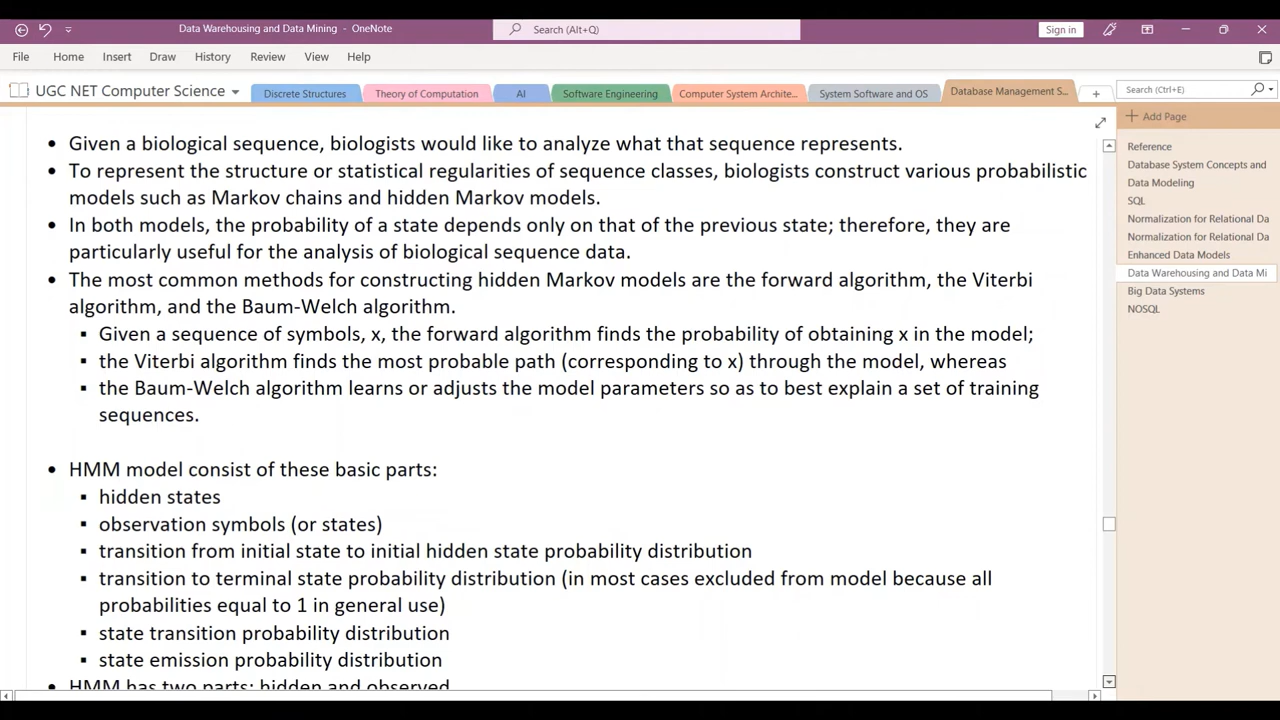 Data Warehousing and Data Mining - OneNote
Search (Alt+Q)
Sign in
File Home Insert Draw History Review View Help
UGC NET Computer Science
Discrete Structures
Theory of Computation
AI
Software Engineering
Computer System Archite...
System Software and OS
Database Management S...
Search (Ctrl+E)
Add Page
Reference
Database System Concepts and
Data Modeling
SQL
Normalization for Relational Da
Normalization for Relational Da
Enhanced Data Models
Data Warehousing and Data Mi
Big Data Systems
NOSQL
• Given a biological sequence, biologists would like to analyze what that sequence represents.
• To represent the structure or statistical regularities of sequence classes, biologists construct various probabilistic
models such as Markov chains and hidden Markov models.
• In both models, the probability of a state depends only on that of the previous state; therefore, they are
particularly useful for the analysis of biological sequence data.
• The most common methods for constructing hidden Markov models are the forward algorithm, the Viterbi
algorithm, and the Baum-Welch algorithm.
▪ Given a sequence of symbols, x, the forward algorithm finds the probability of obtaining x in the model;
▪ the Viterbi algorithm finds the most probable path (corresponding to x) through the model, whereas
▪ the Baum-Welch algorithm learns or adjusts the model parameters so as to best explain a set of training
sequences.
• HMM model consist of these basic parts:
▪ hidden states
▪ observation symbols (or states)
▪ transition from initial state to initial hidden state probability distribution
▪ transition to terminal state probability distribution (in most cases excluded from model because all
probabilities equal to 1 in general use)
▪ state transition probability distribution
▪ state emission probability distribution
• HMM has two parts: hidden and observed